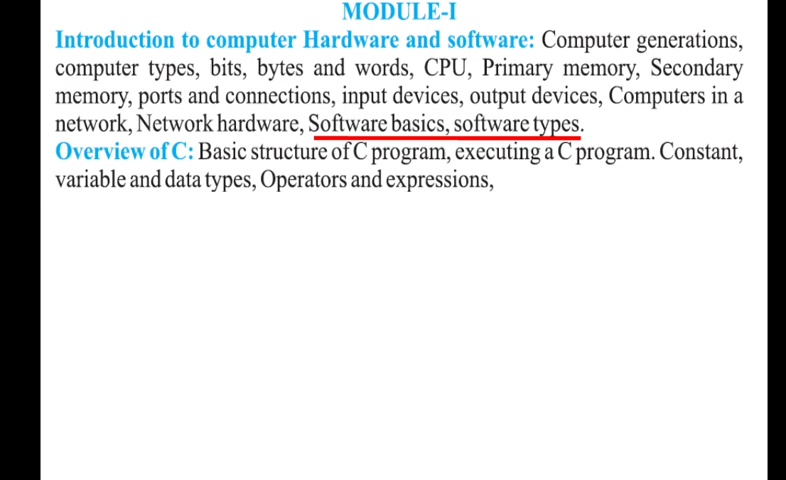 MODULE-I
Introduction to computer Hardware and software: Computer generations,
computer types, bits, bytes and words, CPU, Primary memory, Secondary
memory, ports and connections, input devices, output devices, Computers in a
network, Network hardware, Software basics, software types.
Overview of C: Basic structure of C program, executing a C program. Constant,
variable and data types, Operators and expressions,